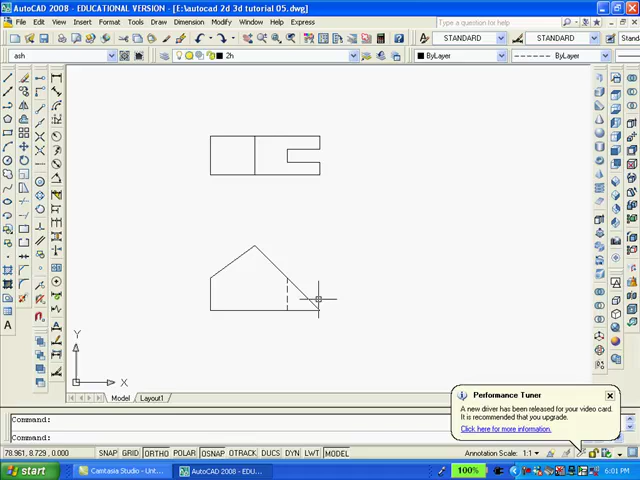 AutoCAD 2008 - EDUCATIONAL VERSION - [E:\autocad 2d 3d tutorial 05.dwg]
File Edit View Insert Format Tools Draw Dimension Modify Window Help Express
Type a question for help
STANDARD STANDARD Standa
ash 2h ByLayer ByLayer
Y
X
Model Layout1
Command:
Command:
Performance Tuner
A new driver has been released for your video card.
It is recommended that you upgrade.
Click here for more information.
78.961, 8.729, 0.000 SNAP GRID ORTHO POLAR OSNAP OTRACK DUCS DYN LWT MODEL Annotation Scale: 1:1
start Camtasia Studio - Unt... AutoCAD 2008 - EDU... 100% 6:01 PM